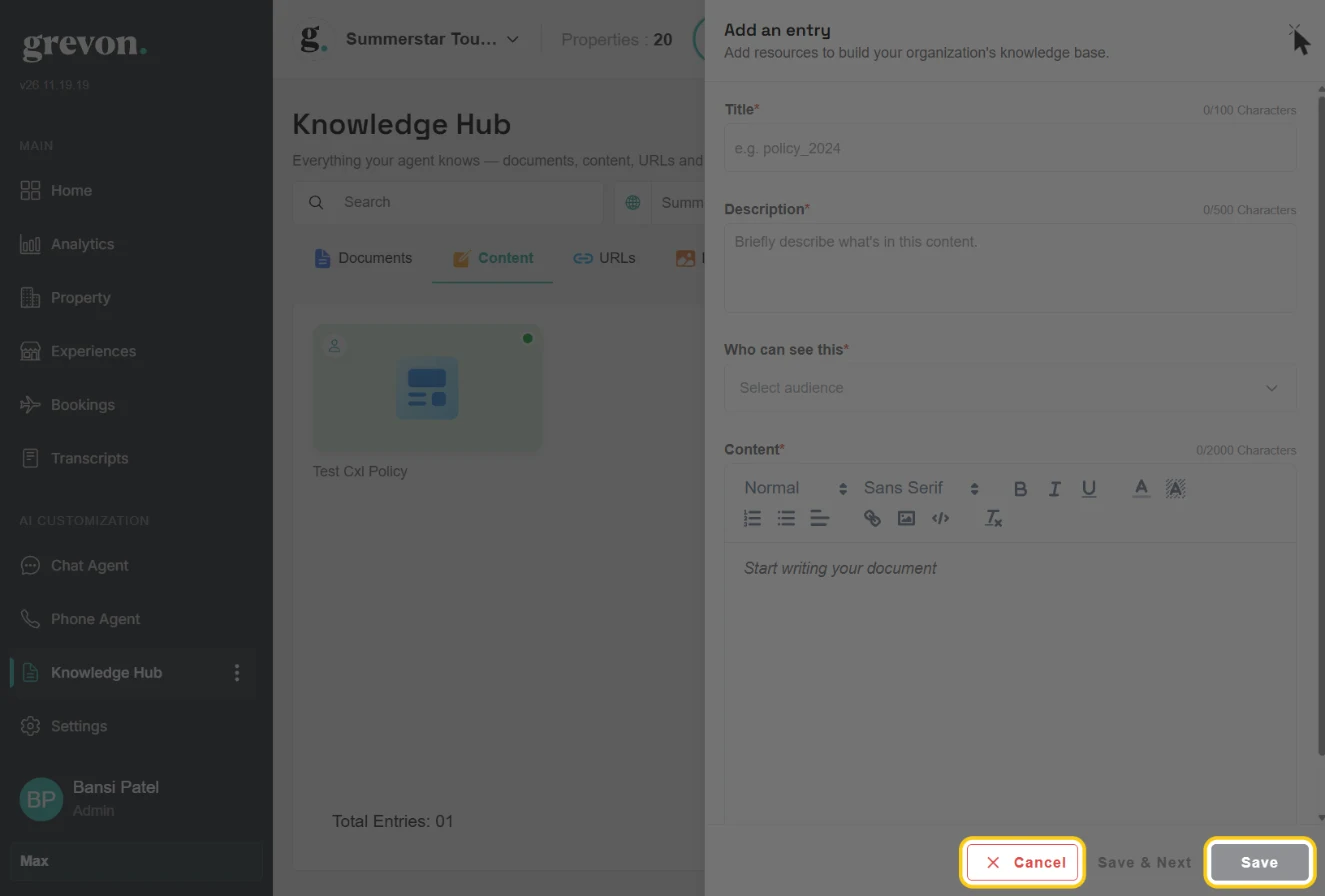 grevon.
v26.11.19.19
MAIN
Home
Analytics
Property
Experiences
Bookings
Transcripts
AI CUSTOMIZATION
Chat Agent
Phone Agent
Knowledge Hub
Settings
BP
Bansi Patel
Admin
Max
g.
Summerstar Tou...
Properties : 20
Knowledge Hub
Everything your agent knows — documents, content, URLs and
Search
Summ
Documents
Content
URLs
Test Cxl Policy
Total Entries: 01
Add an entry
Add resources to build your organization's knowledge base.
Title*
0/100 Characters
e.g. policy_2024
Description*
0/500 Characters
Briefly describe what's in this content.
Who can see this*
Select audience
Content*
0/2000 Characters
Normal
Sans Serif
B I U A A
Start writing your document
Cancel
Save & Next
Save